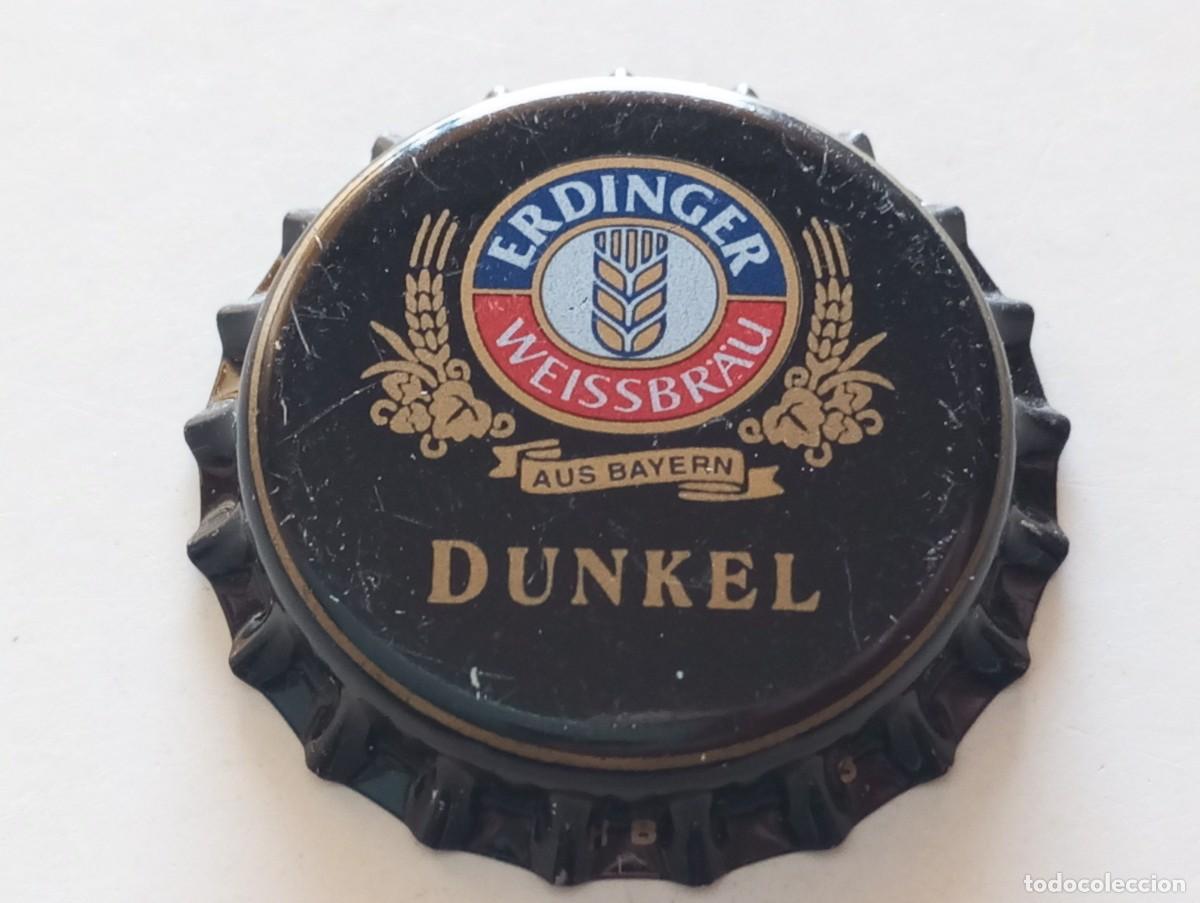 ERDINGER
WEISSBRÄU
AUS BAYERN
DUNKEL
todocoleccion